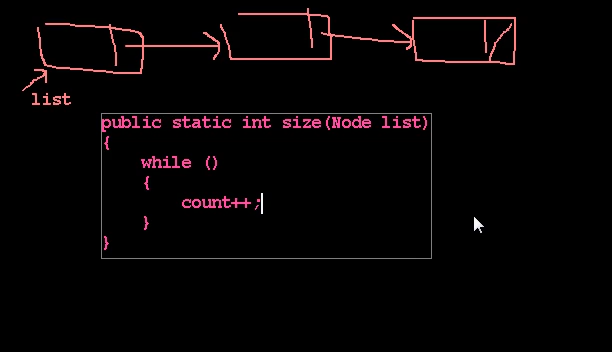 list
public static int size(Node list)
{
    while ()
    {
        count++;
    }
}